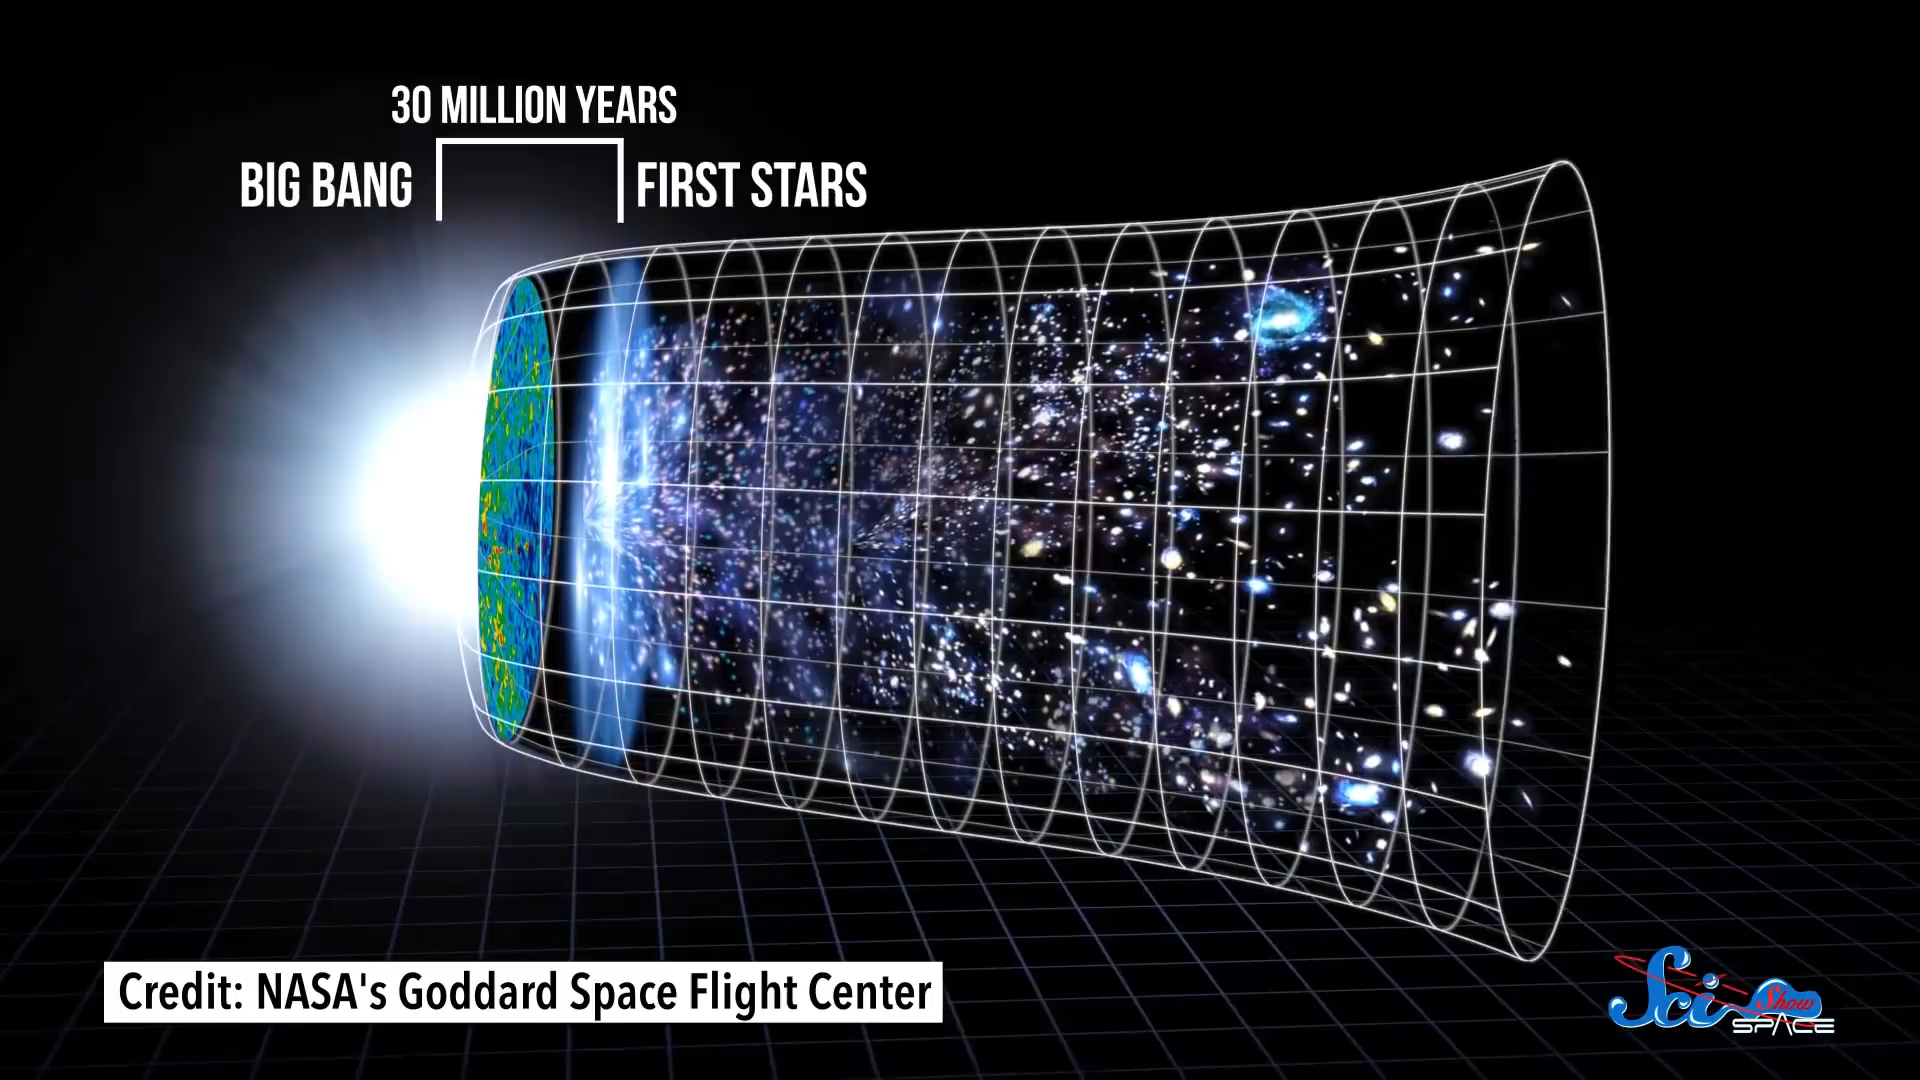 30 MILLION YEARS
BIG BANG
FIRST STARS
Credit: NASA's Goddard Space Flight Center
Sci Show
SPACE